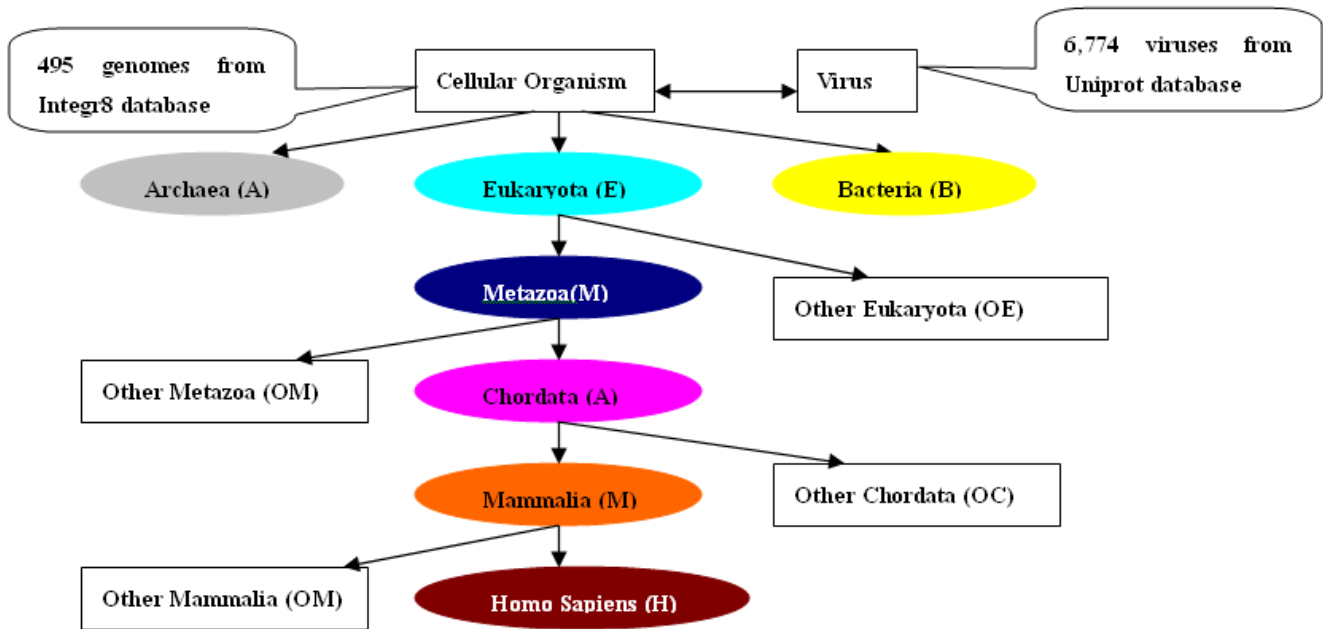 495 genomes from
Integr8 database
Cellular Organism
Virus
6,774 viruses from
Uniprot database
Archaea (A)
Eukaryota (E)
Bacteria (B)
Metazoa(M)
Other Eukaryota (OE)
Other Metazoa (OM)
Chordata (A)
Mammalia (M)
Other Chordata (OC)
Other Mammalia (OM)
Homo Sapiens (H)